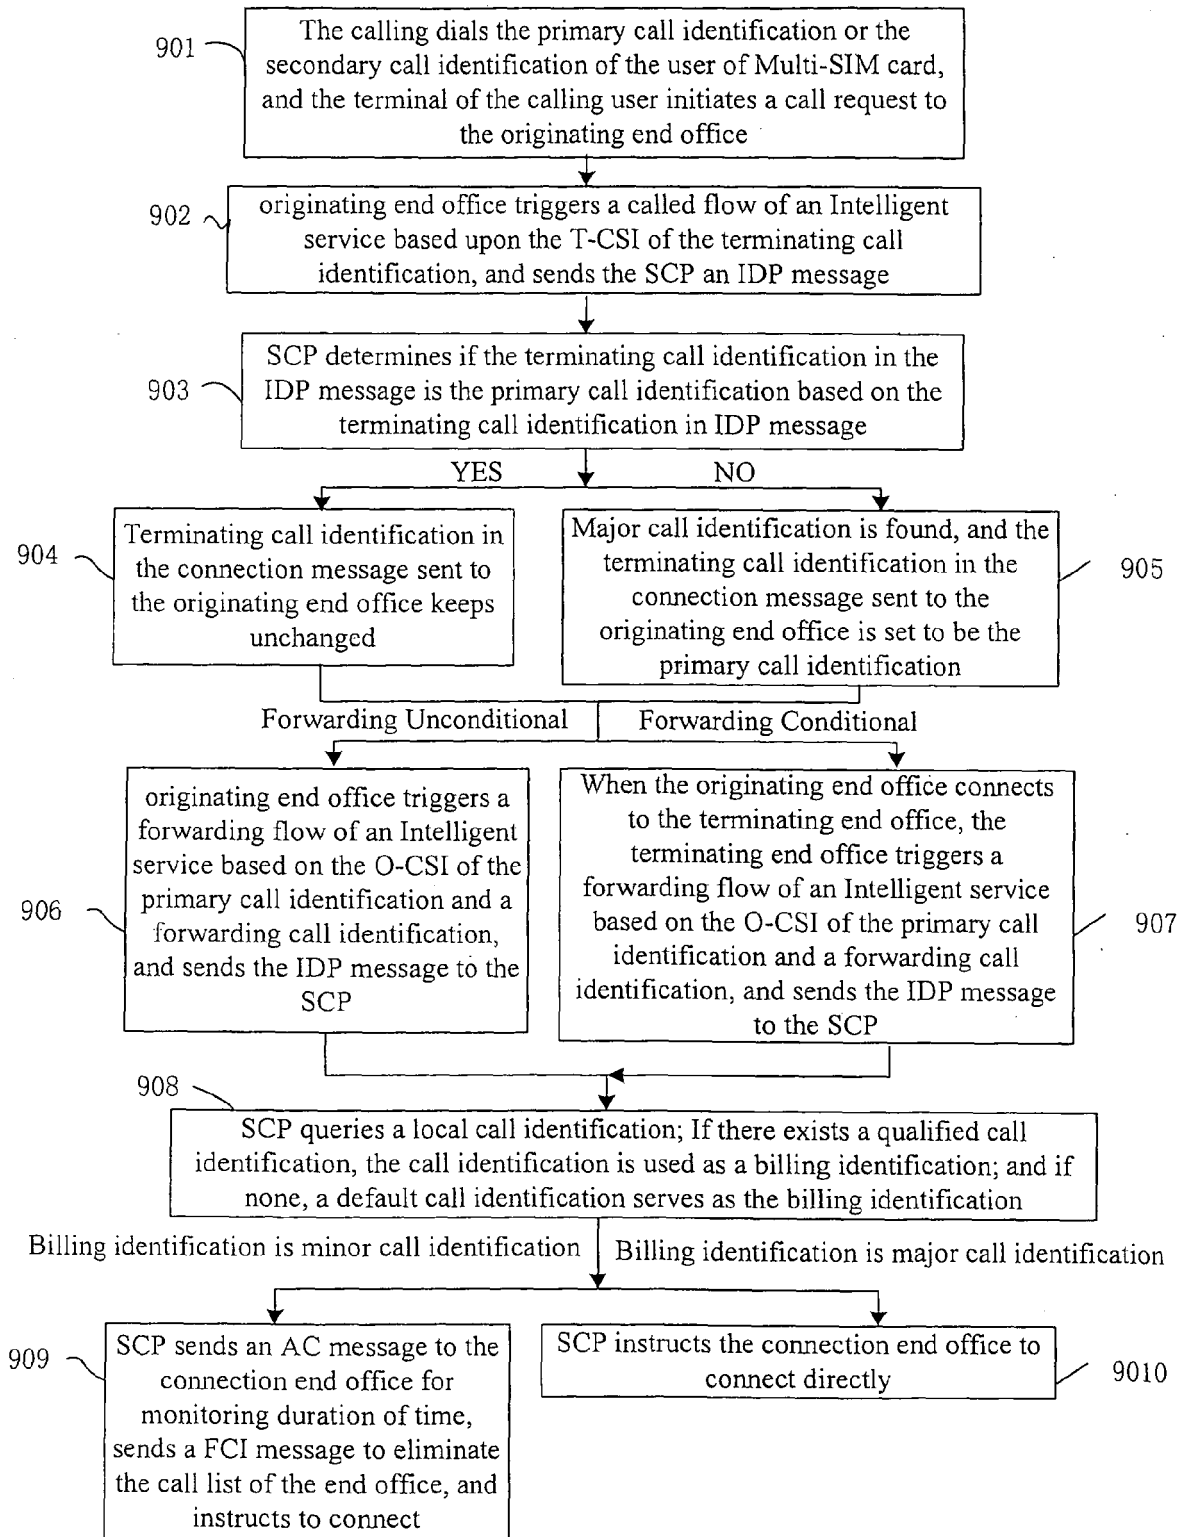 901
The calling dials the primary call identification or the
secondary call identification of the user of Multi-SIM card,
and the terminal of the calling user initiates a call request to
the originating end office
902
originating end office triggers a called flow of an Intelligent
service based upon the T-CSI of the terminating call
identification, and sends the SCP an IDP message
903
SCP determines if the terminating call identification in the
IDP message is the primary call identification based on the
terminating call identification in IDP message
YES
NO
904
Terminating call identification in
the connection message sent to
the originating end office keeps
unchanged
Major call identification is found, and the
terminating call identification in the
connection message sent to the
originating end office is set to be the
primary call identification
905
Forwarding Unconditional
Forwarding Conditional
906
originating end office triggers a
forwarding flow of an Intelligent
service based on the O-CSI of the
primary call identification and a
forwarding call identification,
and sends the IDP message to the
SCP
When the originating end office connects
to the terminating end office, the
terminating end office triggers a
forwarding flow of an Intelligent service
based on the O-CSI of the primary call
identification and a forwarding call
identification, and sends the IDP message
to the SCP
907
908
SCP queries a local call identification; If there exists a qualified call
identification, the call identification is used as a billing identification; and if
none, a default call identification serves as the billing identification
Billing identification is minor call identification
Billing identification is major call identification
909
SCP sends an AC message to the
connection end office for
monitoring duration of time,
sends a FCI message to eliminate
the call list of the end office, and
instructs to connect
SCP instructs the connection end office to
connect directly
9010